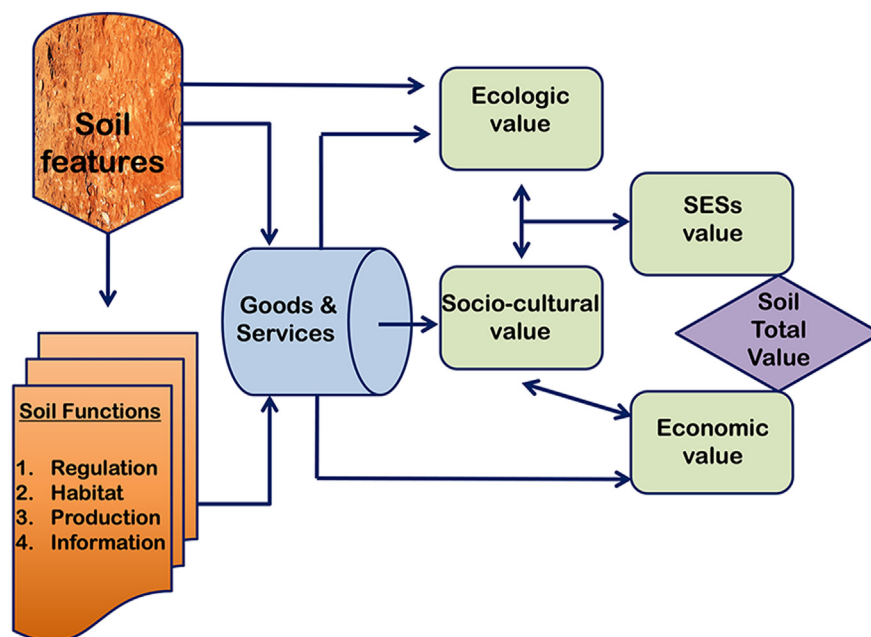 Soil
features
Ecologic
value
SESs
value
Goods &
Services
Socio-cultural
value
Soil
Total
Value
Economic
value
Soil Functions
1. Regulation
2. Habitat
3. Production
4. Information